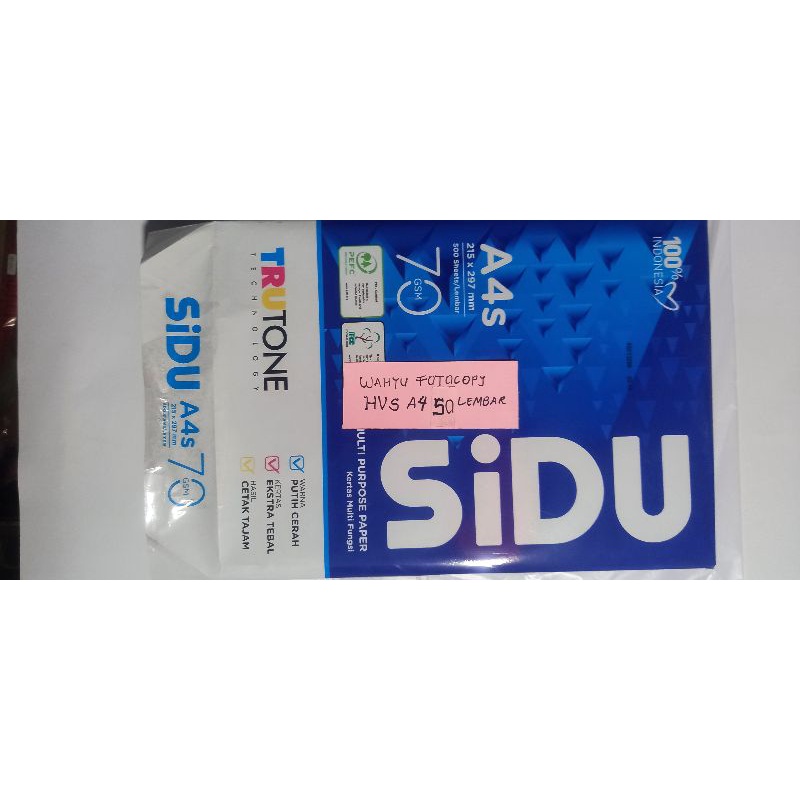 100%
INDONESIA
A4s
215 x 297 mm
500 Sheets/Lembar
70
GSM
PEFC
WAHYU FOTOCOPY
HVS A4 50 LEMBAR
SiDU
MULTI PURPOSE PAPER
Kertas Multi Fungsi
TRUTONE
TECHNOLOGY
WARNA
PUTIH CERAH
KERTAS
EKSTRA TEBAL
HASIL
CETAK TAJAM
SiDU A4s
215 x 297 mm
70
GSM